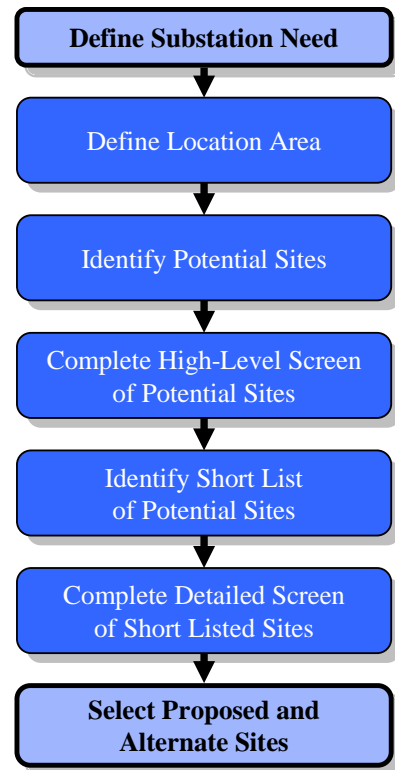 Define Substation Need
Define Location Area
Identify Potential Sites
Complete High-Level Screen
of Potential Sites
Identify Short List
of Potential Sites
Complete Detailed Screen
of Short Listed Sites
Select Proposed and
Alternate Sites